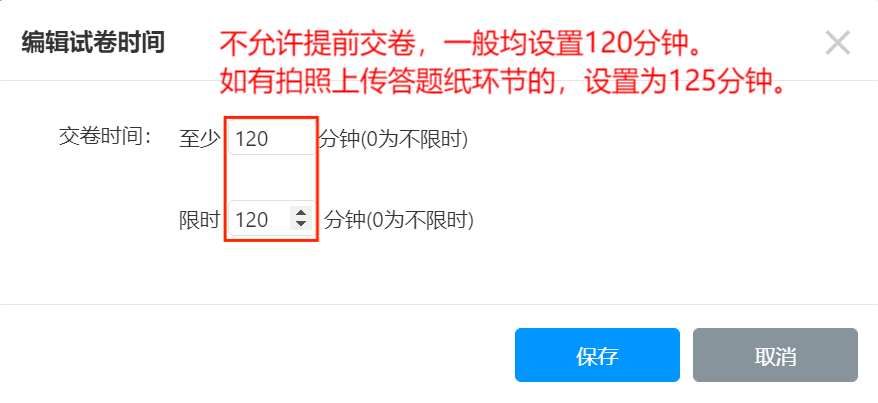 编辑试卷时间
不允许提前交卷，一般均设置120分钟。
如有拍照上传答题纸环节的，设置为125分钟。
交卷时间： 至少 120 分钟(0为不限时)
限时 120 分钟(0为不限时)
保存 取消